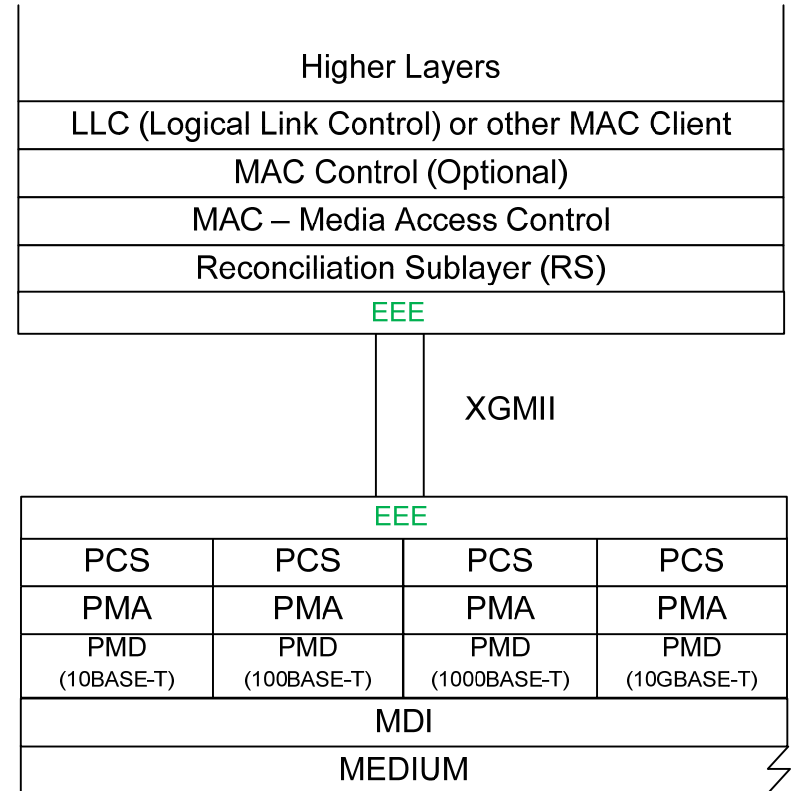 Higher Layers
LLC (Logical Link Control) or other MAC Client
MAC Control (Optional)
MAC – Media Access Control
Reconciliation Sublayer (RS)
EEE
XGMII
EEE
PCS PCS PCS PCS
PMA PMA PMA PMA
PMD PMD PMD PMD
(10BASE-T) (100BASE-T) (1000BASE-T) (10GBASE-T)
MDI
MEDIUM